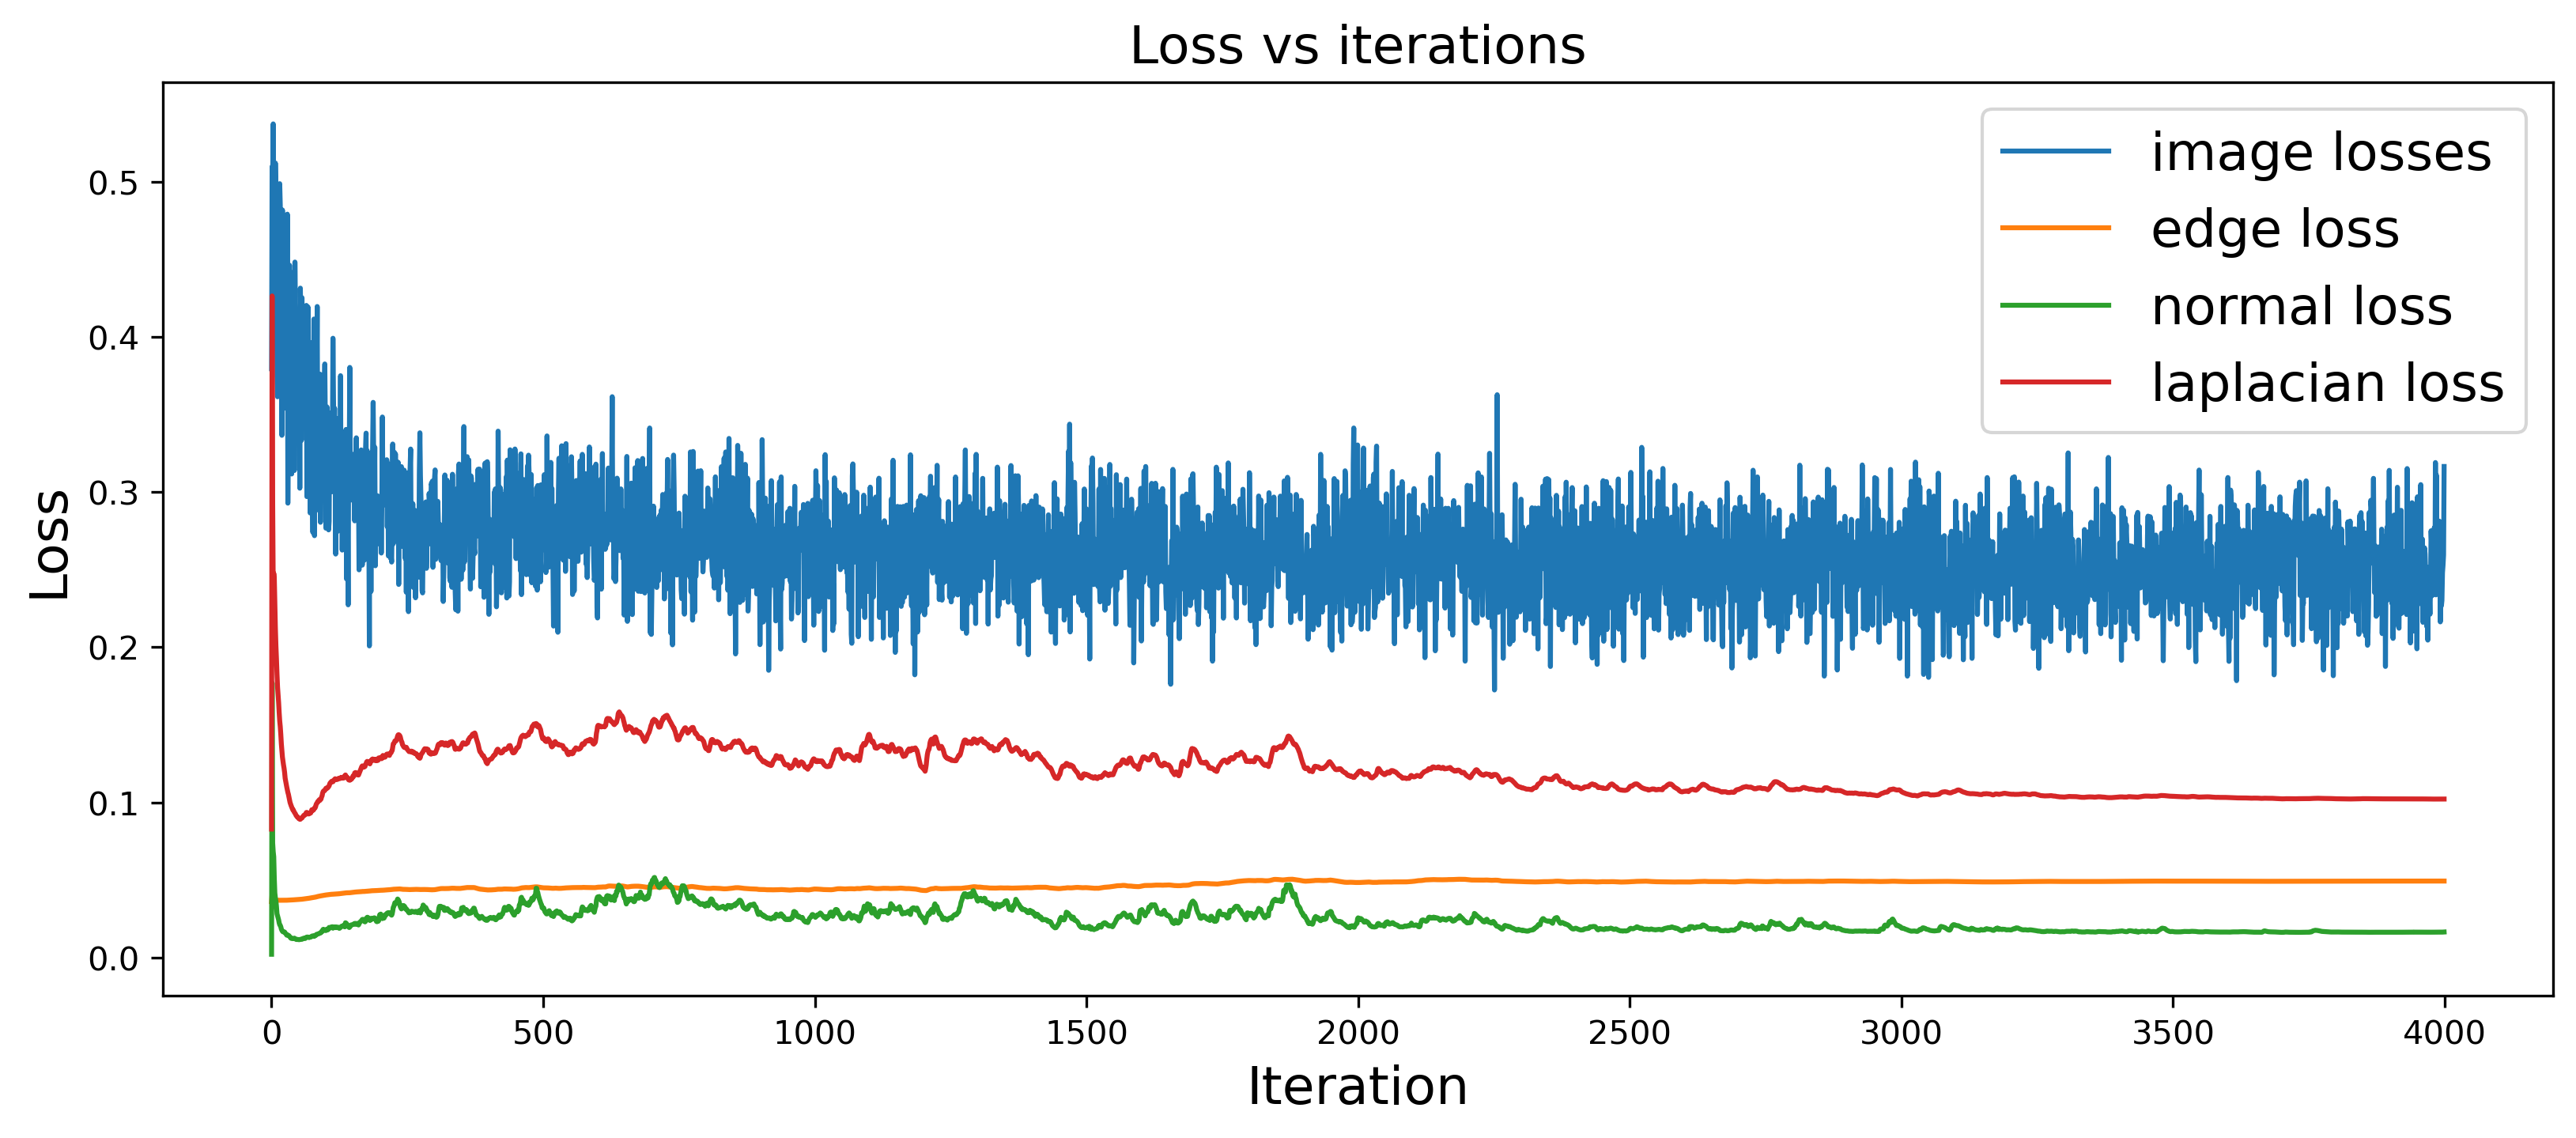 Loss vs iterations
image losses
edge loss
normal loss
laplacian loss
Loss
0.5
0.4
0.3
0.2
0.1
0.0
0 500 1000 1500 2000 2500 3000 3500 4000
Iteration